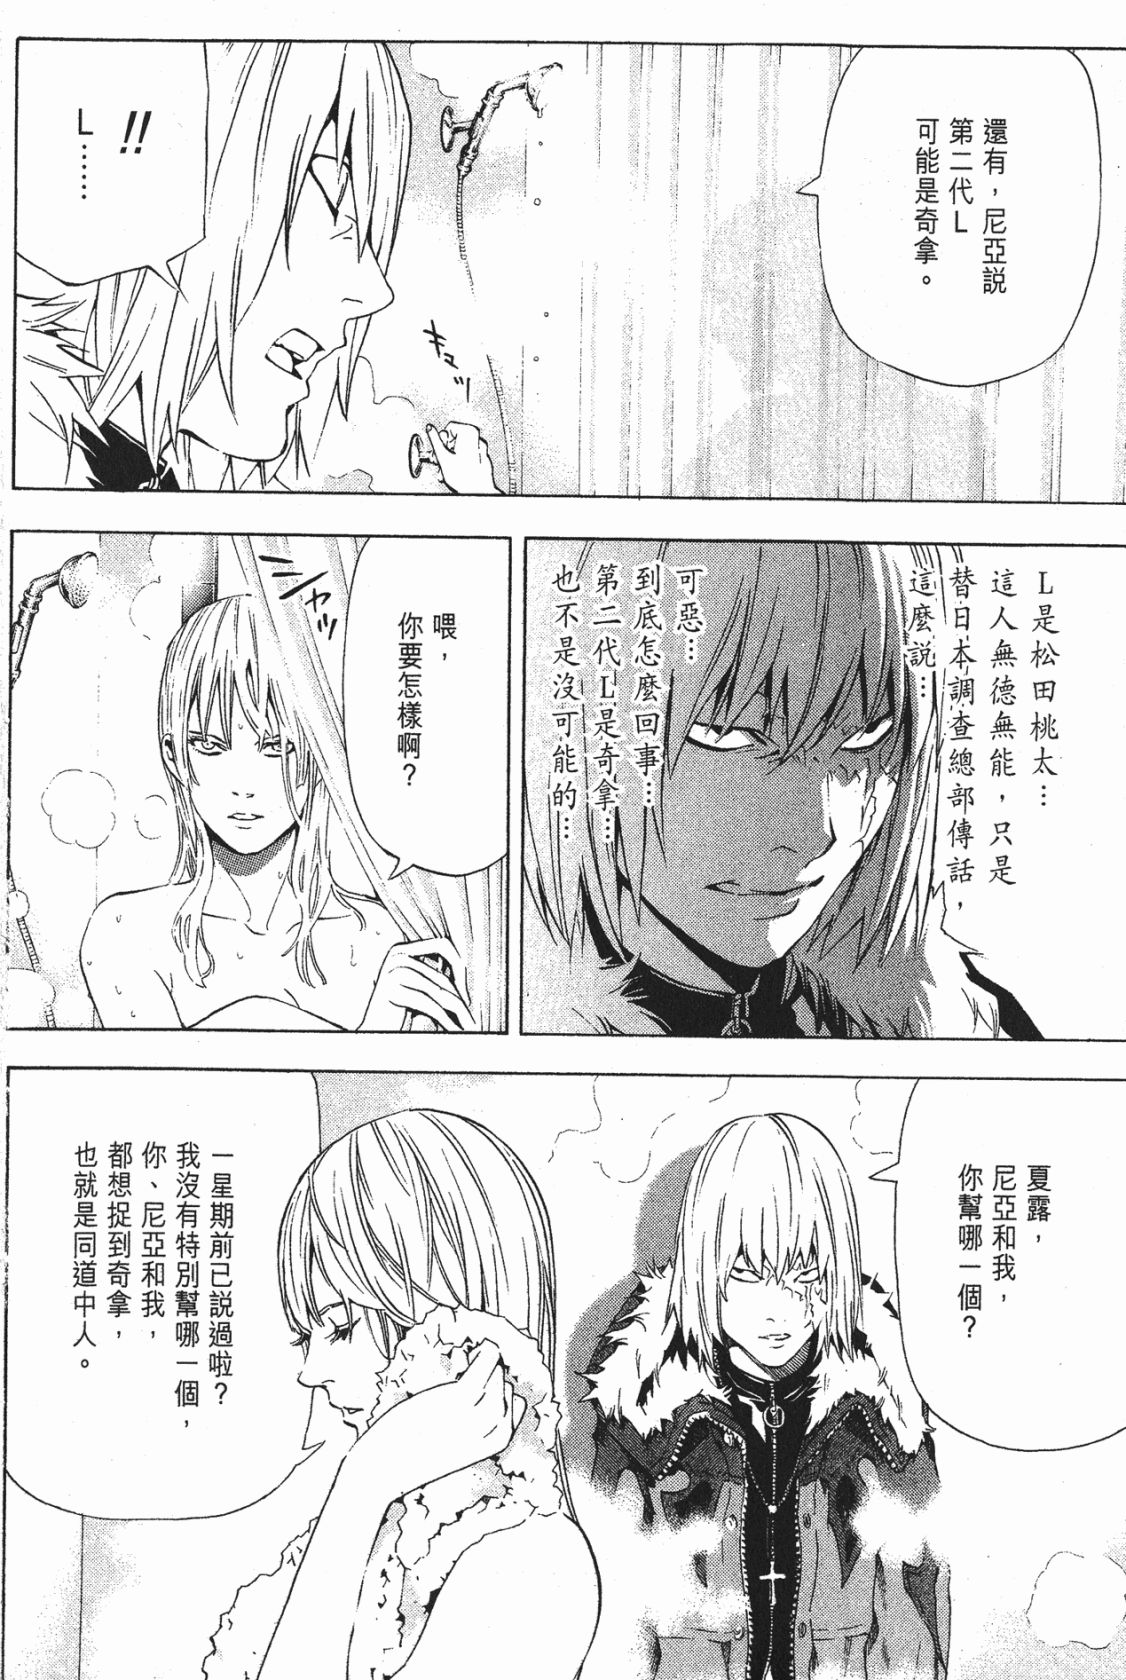 還有，尼亞說
第二代L
可能是奇拿。
!!
L……
キュッ
L是松田桃太…
這人無德無能，只是
替日本調查總部傳話，
這麼說…
可惡…
到底怎麼回事…
第二代L是奇拿…
也不是沒可能的…
シャッ
喂，
你要怎樣啊？
夏露，
尼亞和我，
你幫哪一個？
一星期前已說過啦？
我沒有特別幫哪一個，
你、尼亞和我，
都想捉到奇拿，
也就是同道中人。